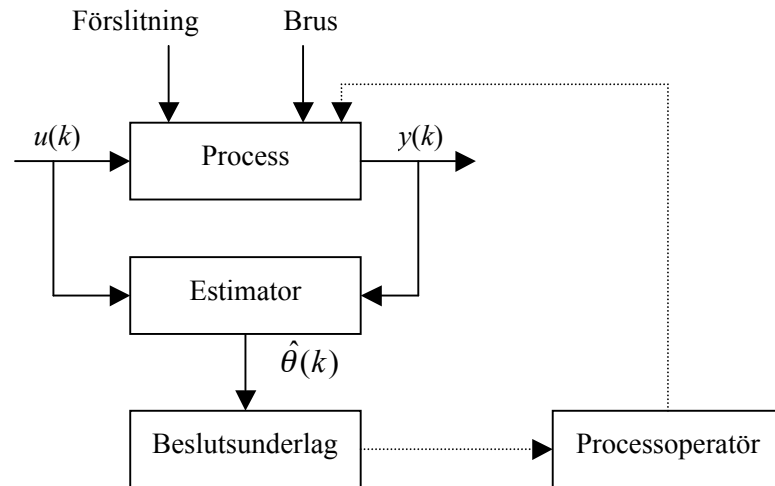 Förslitning
Brus
u(k)
Process
y(k)
Estimator
θ̂(k)
Beslutsunderlag
Processoperatör